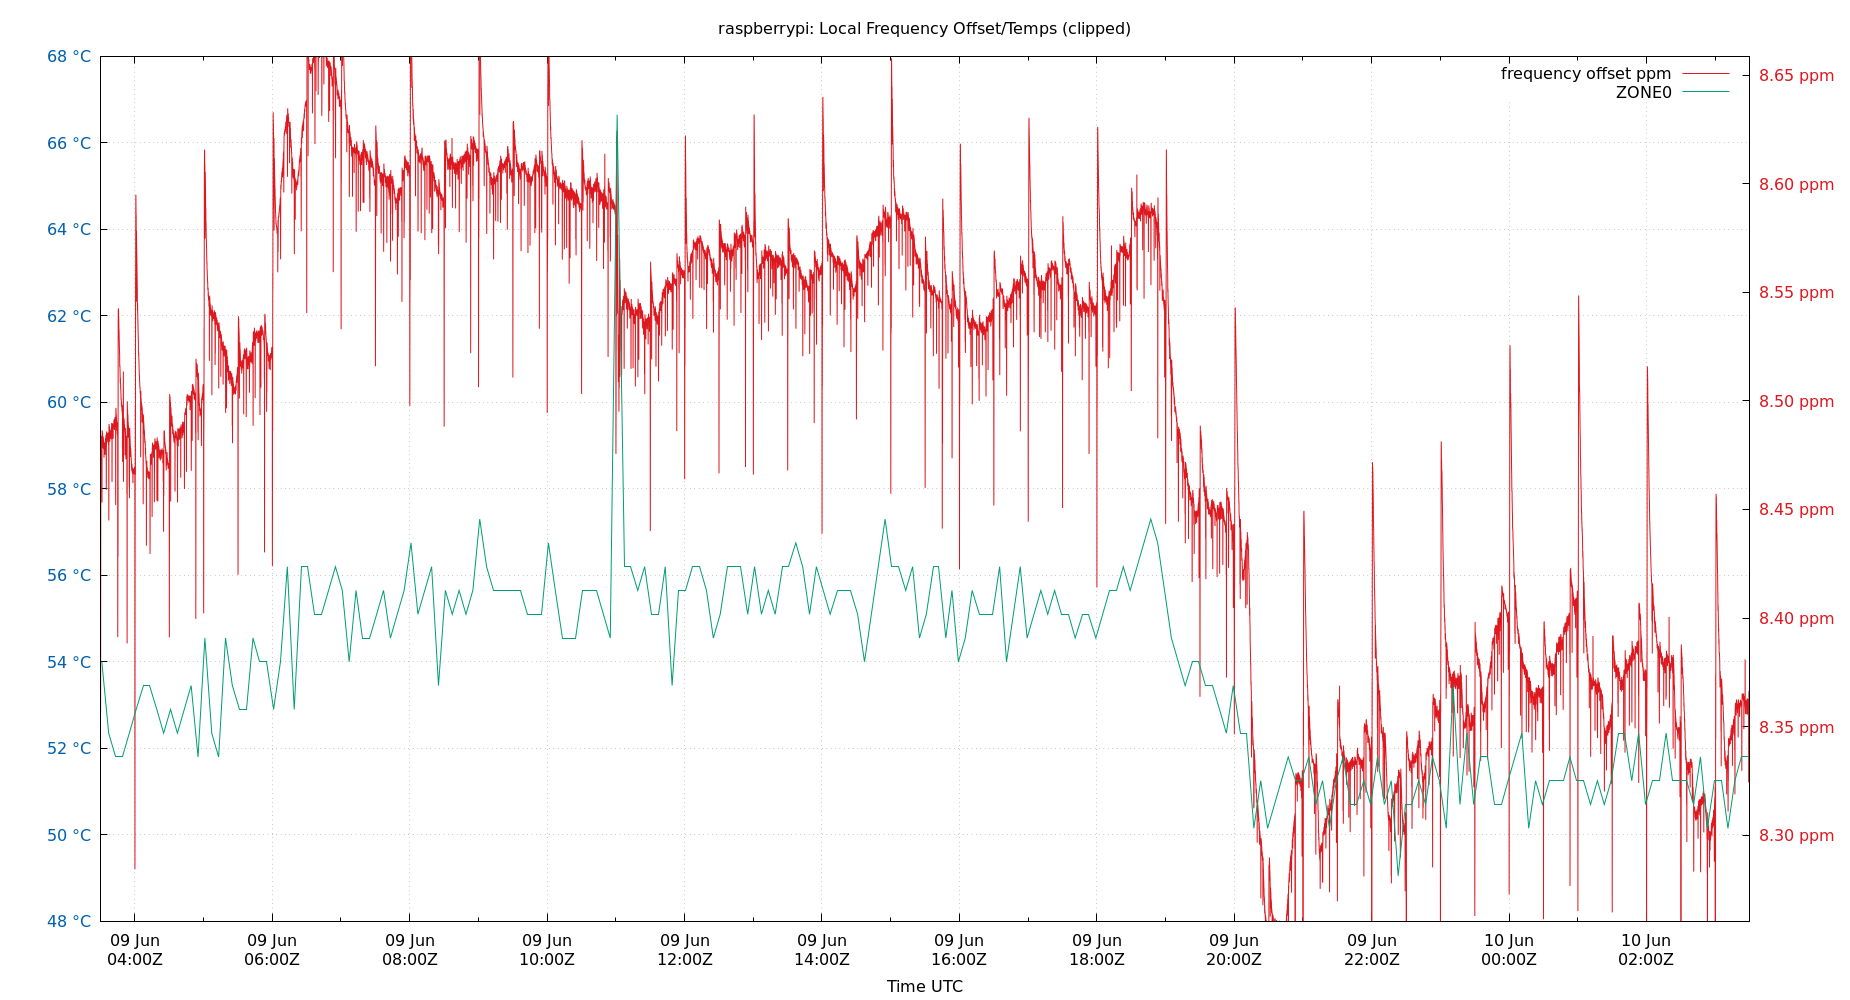 raspberrypi: Local Frequency Offset/Temps (clipped)
frequency offset ppm
ZONE0
68 °C
66 °C
64 °C
62 °C
60 °C
58 °C
56 °C
54 °C
52 °C
50 °C
48 °C
8.65 ppm
8.60 ppm
8.55 ppm
8.50 ppm
8.45 ppm
8.40 ppm
8.35 ppm
8.30 ppm
09 Jun 09 Jun 09 Jun 09 Jun 09 Jun 09 Jun 09 Jun 09 Jun 09 Jun 09 Jun 10 Jun 10 Jun
04:00Z 06:00Z 08:00Z 10:00Z 12:00Z 14:00Z 16:00Z 18:00Z 20:00Z 22:00Z 00:00Z 02:00Z
Time UTC